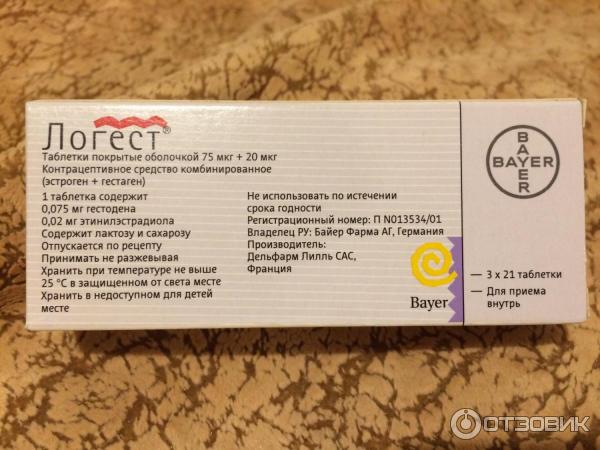 Логест®
Таблетки покрытые оболочкой 75 мкг + 20 мкг
Контрацептивное средство комбинированное
(эстроген + гестаген)
1 таблетка содержит
0,075 мг гестодена
0,02 мг этинилэстрадиола
Содержит лактозу и сахарозу
Отпускается по рецепту
Принимать не разжевывая
Хранить при температуре не выше
25 °С в защищенном от света месте
Хранить в недоступном для детей
месте
Не использовать по истечении
срока годности
Регистрационный номер: П N013534/01
Владелец РУ: Байер Фарма АГ, Германия
Производитель:
Дельфарм Лилль САС,
Франция
Bayer
BAYER
BAYER
— 3 x 21 таблетки
— Для приема
внутрь
ОТЗОВИК